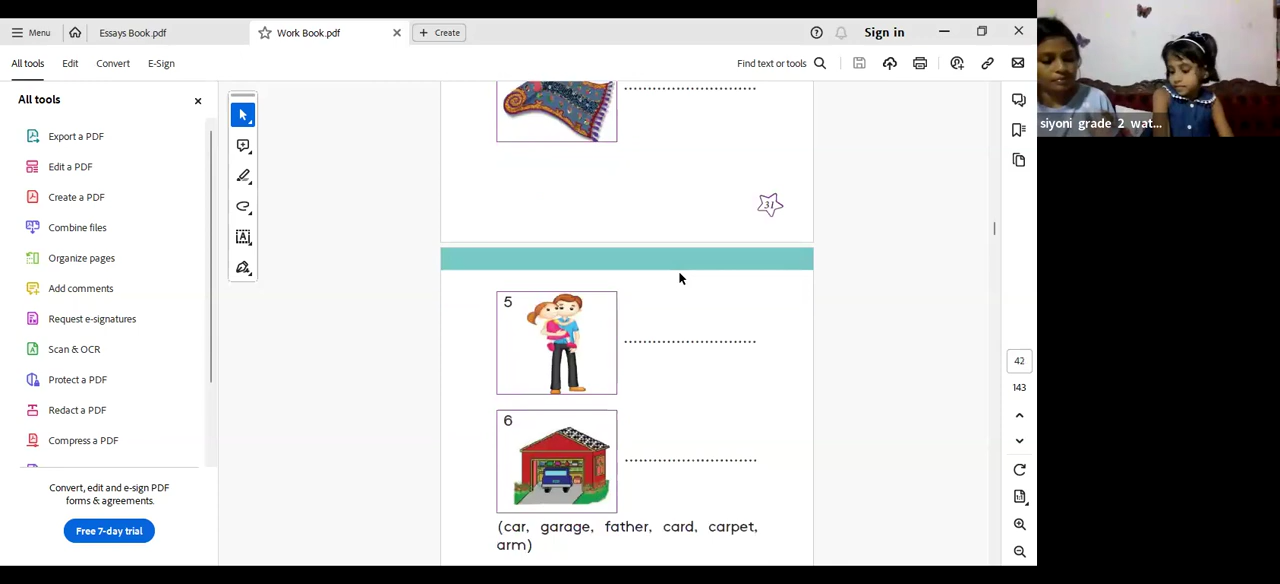 Menu
Essays Book.pdf
Work Book.pdf
Create
Sign in
All tools
Edit
Convert
E-Sign
Find text or tools
siyoni grade 2 wat...
All tools
Export a PDF
Edit a PDF
Create a PDF
Combine files
Organize pages
Add comments
Request e-signatures
Scan & OCR
Protect a PDF
Redact a PDF
Compress a PDF
Convert, edit and e-sign PDF
forms & agreements.
Free 7-day trial
.............................
31
5
.............................
6
.............................
(car, garage, father, card, carpet,
arm)
42
143